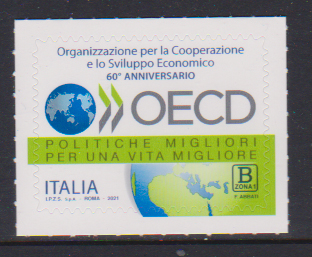 Organizzazione per la Cooperazione
e lo Sviluppo Economico
60° ANNIVERSARIO
OECD
POLITICHE MIGLIORI
PER UNA VITA MIGLIORE
ITALIA
B
ZONA 1
I.P.Z.S. S.p.A. - ROMA - 2021